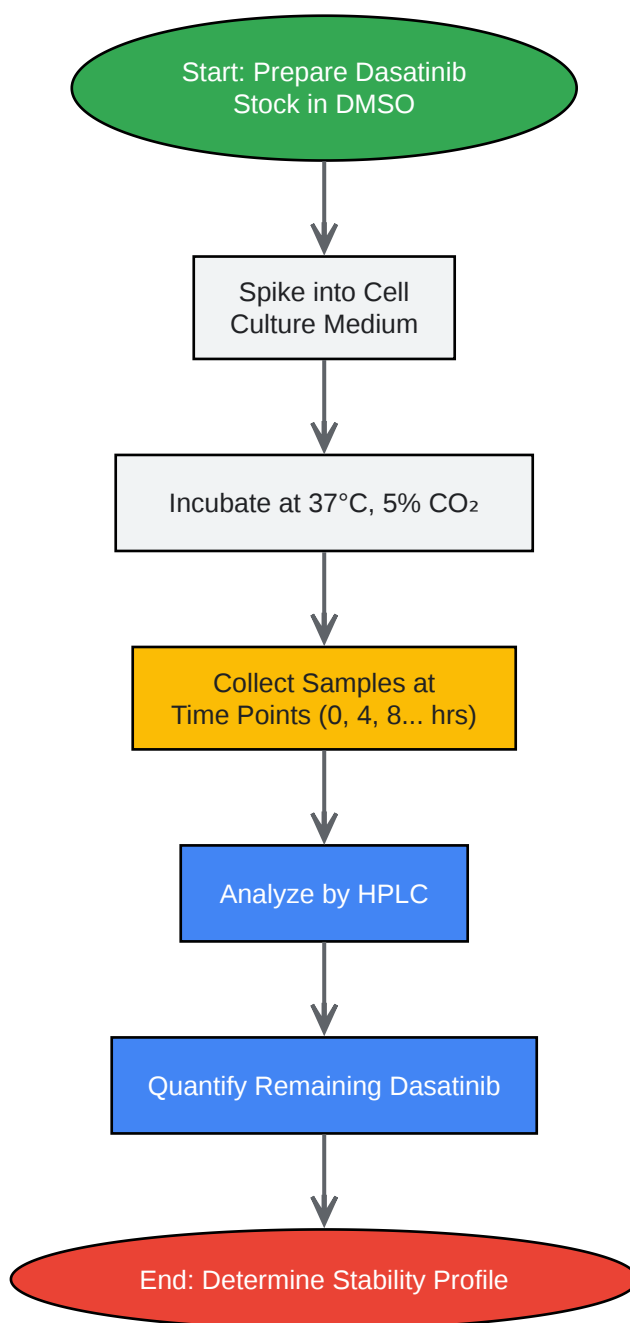 Start: Prepare Dasatinib
Stock in DMSO
Spike into Cell
Culture Medium
Incubate at 37°C, 5% CO₂
Collect Samples at
Time Points (0, 4, 8... hrs)
Analyze by HPLC
Quantify Remaining Dasatinib
End: Determine Stability Profile